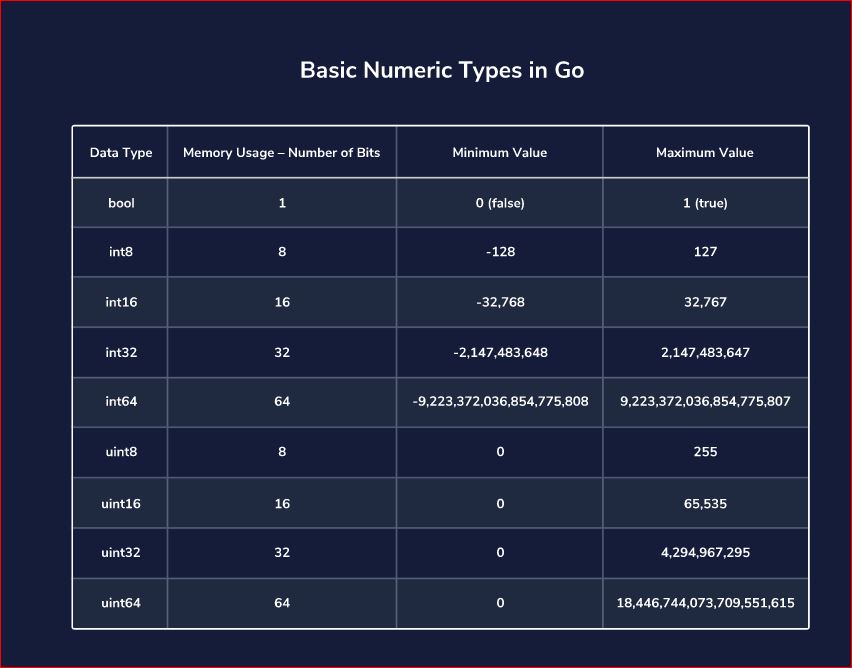 Basic Numeric Types in Go
Data Type Memory Usage – Number of Bits Minimum Value Maximum Value
bool 1 0 (false) 1 (true)
int8 8 -128 127
int16 16 -32,768 32,767
int32 32 -2,147,483,648 2,147,483,647
int64 64 -9,223,372,036,854,775,808 9,223,372,036,854,775,807
uint8 8 0 255
uint16 16 0 65,535
uint32 32 0 4,294,967,295
uint64 64 0 18,446,744,073,709,551,615